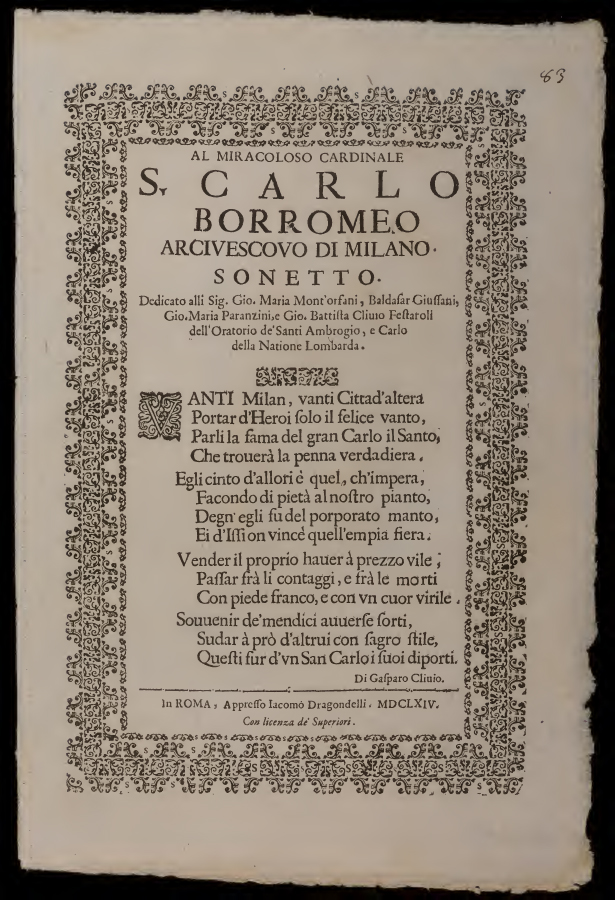 63
AL MIRACOLOSO CARDINALE
S. CARLO
BORROMEO
ARCIVESCOVO DI MILANO.
SONETTO.
Dedicato alli Sig. Gio. Maria Mont'orſani, Baldaſar Giuſſani,
Gio. Maria Paranzini, e Gio. Battiſta Cliuo Feſtaroli
dell'Oratorio de' Santi Ambrogio, e Carlo
della Natione Lombarda.
VANTI Milan, vanti Cittad'altera
Portar d'Heroi ſolo il felice vanto,
Parli la fama del gran Carlo il Santo,
Che trouerà la penna verdadiera.
Egli cinto d'allori è quel, ch'impera,
Facondo di pietà al noſtro pianto,
Degn' egli fu del porporato manto,
Ei d'Iſſion vince quell'empia fiera.
Vender il proprio hauer à prezzo vile;
Paſſar frà li contaggi, e frà le morti
Con piede franco, e con vn cuor virile.
Souuenir de' mendici auuerſe ſorti,
Sudar à prò d'altrui con ſagro ſtile,
Queſti fur d'vn San Carlo i ſuoi diporti.
Di Gaſparo Cliuio.
In ROMA, Appreſſo Iacomo Dragondelli. MDCLXIV.
Con licenza de' Superiori.